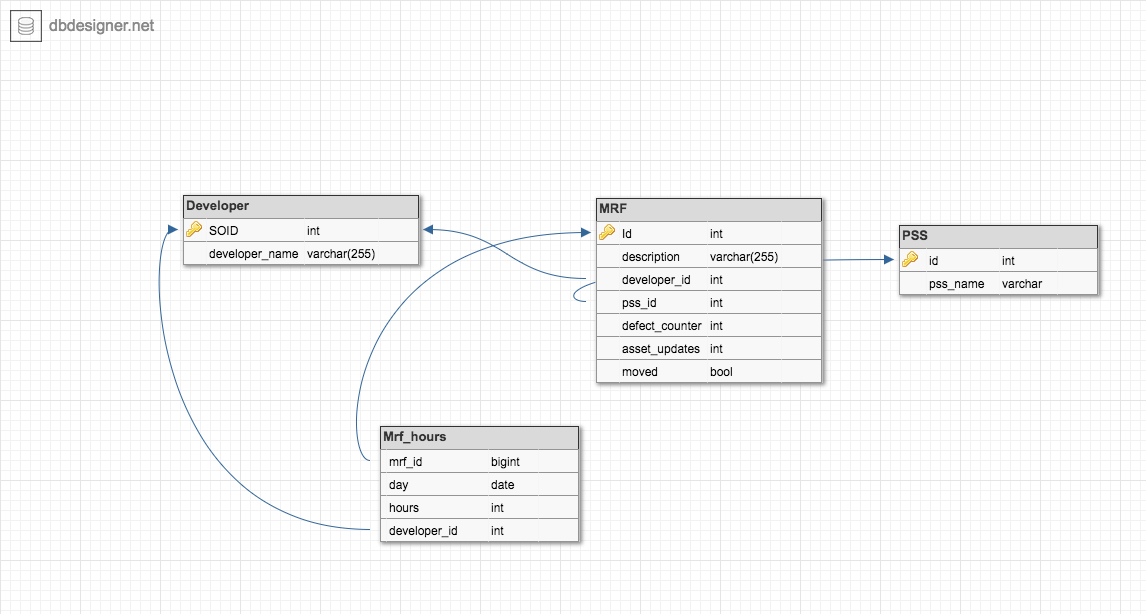 dbdesigner.net
Developer
SOID int
developer_name varchar(255)
MRF
Id int
description varchar(255)
developer_id int
pss_id int
defect_counter int
asset_updates int
moved bool
PSS
id int
pss_name varchar
Mrf_hours
mrf_id bigint
day date
hours int
developer_id int